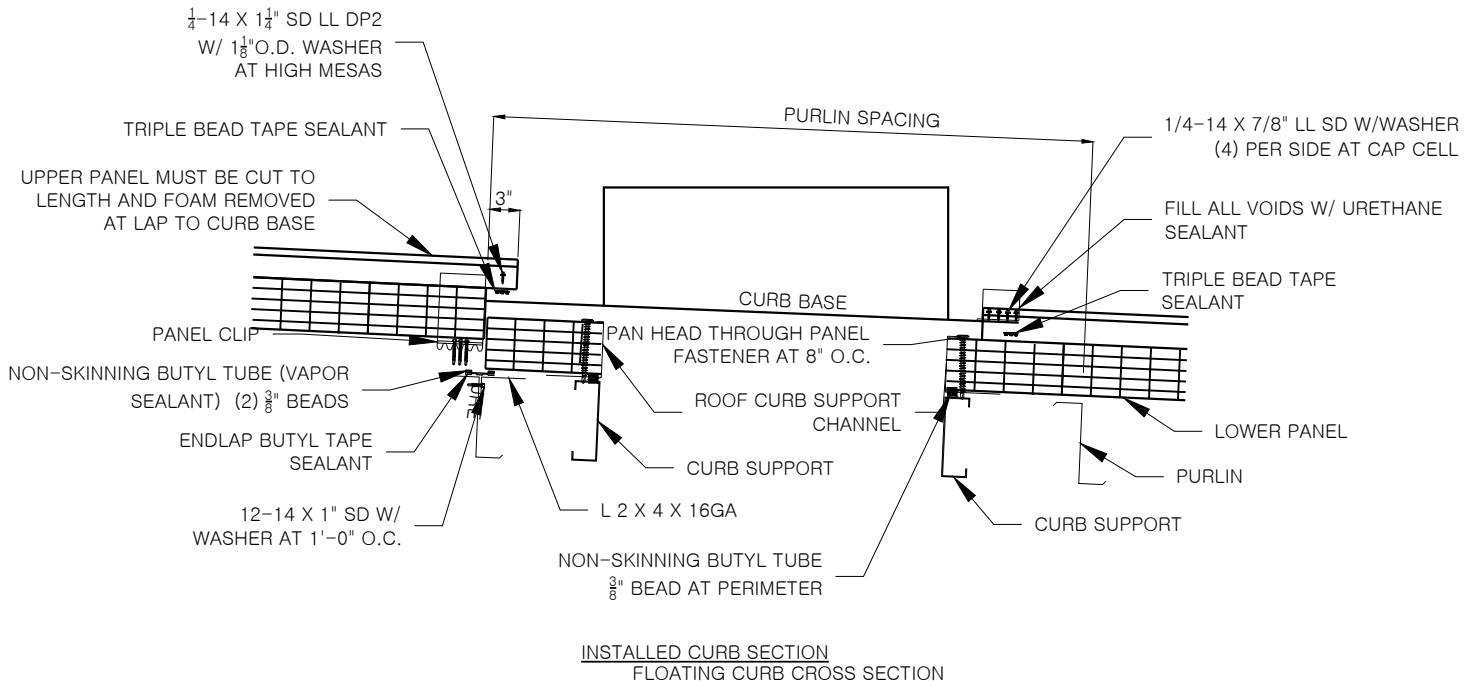 1/4-14 X 1 1/4" SD LL DP2
W/ 1 1/8"O.D. WASHER
AT HIGH MESAS
TRIPLE BEAD TAPE SEALANT
UPPER PANEL MUST BE CUT TO
LENGTH AND FOAM REMOVED
AT LAP TO CURB BASE
3"
PURLIN SPACING
1/4-14 X 7/8" LL SD W/WASHER
(4) PER SIDE AT CAP CELL
FILL ALL VOIDS W/ URETHANE
SEALANT
TRIPLE BEAD TAPE
SEALANT
CURB BASE
PANEL CLIP
PAN HEAD THROUGH PANEL
FASTENER AT 8" O.C.
NON-SKINNING BUTYL TUBE (VAPOR
SEALANT) (2) 3/8" BEADS
ROOF CURB SUPPORT
CHANNEL
LOWER PANEL
ENDLAP BUTYL TAPE
SEALANT
CURB SUPPORT
PURLIN
L 2 X 4 X 16GA
12-14 X 1" SD W/
WASHER AT 1'-0" O.C.
CURB SUPPORT
NON-SKINNING BUTYL TUBE
3/8" BEAD AT PERIMETER
INSTALLED CURB SECTION
FLOATING CURB CROSS SECTION